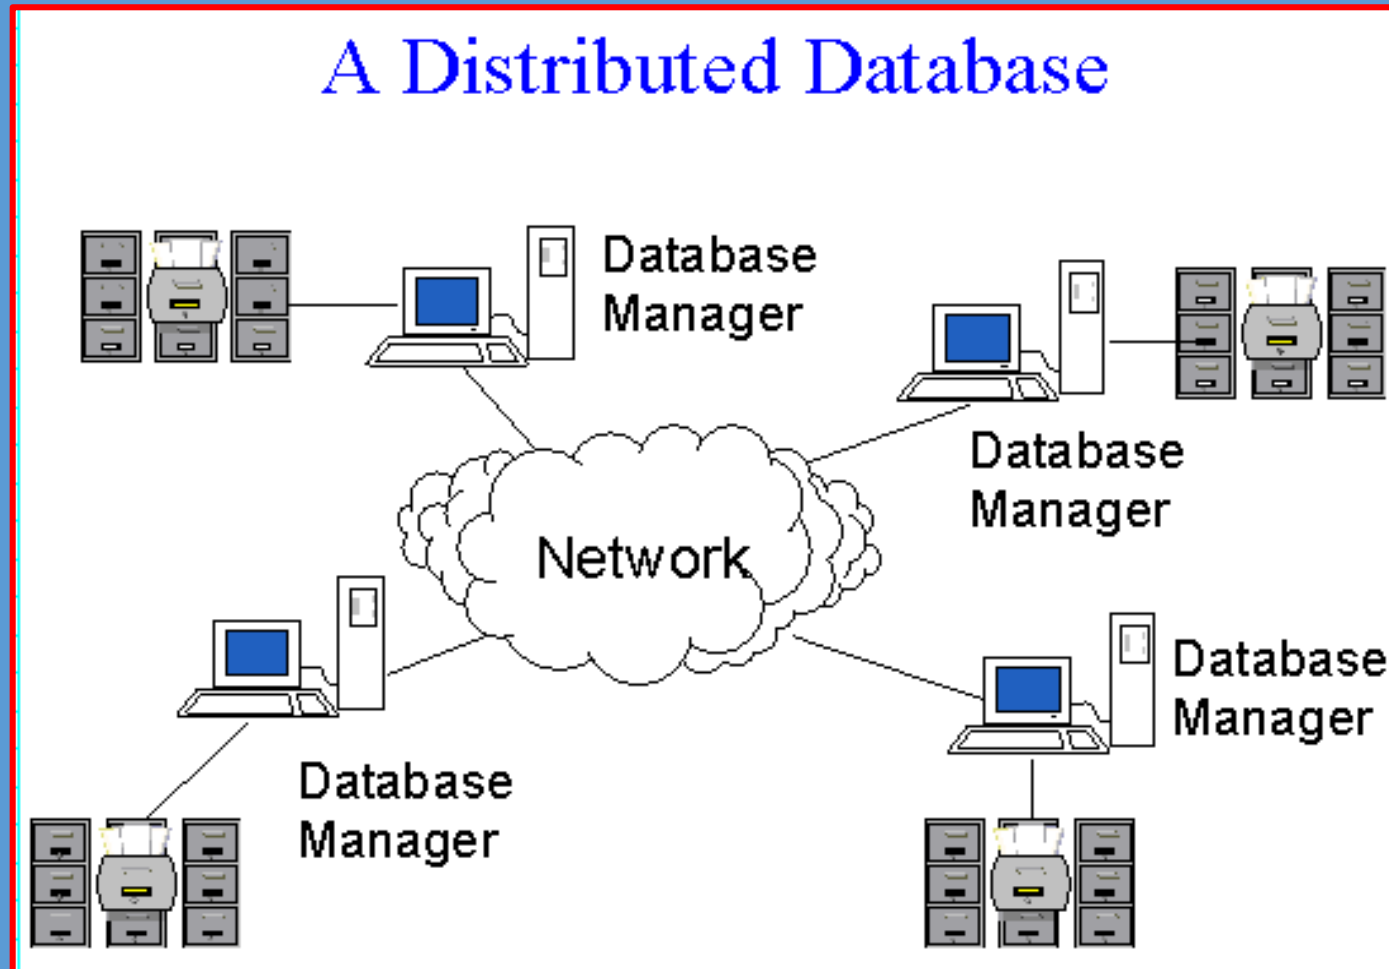 A Distributed Database
Database
Manager
Database
Manager
Network
Database
Manager
Database
Manager